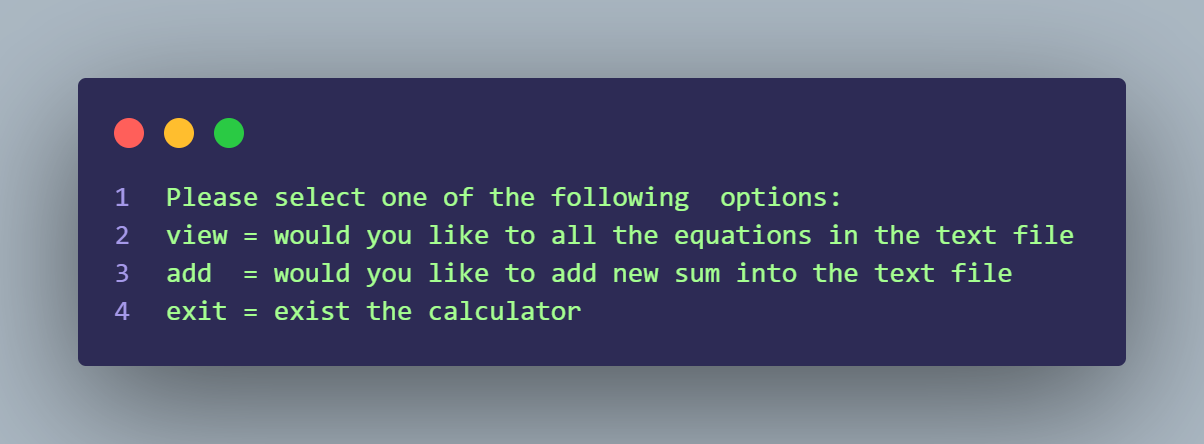 1 Please select one of the following  options:
2 view = would you like to all the equations in the text file
3 add  = would you like to add new sum into the text file
4 exit = exist the calculator